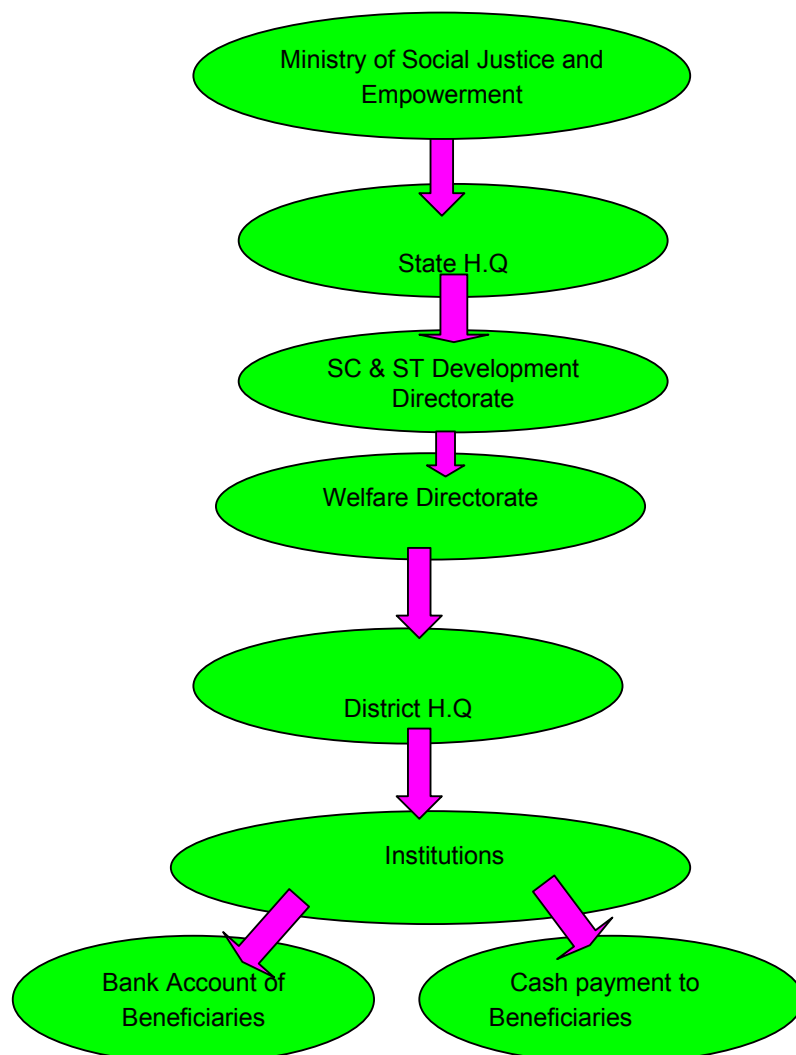 Ministry of Social Justice and
Empowerment
State H.Q
SC & ST Development
Directorate
Welfare Directorate
District H.Q
Institutions
Bank Account of
Beneficiaries
Cash payment to
Beneficiaries